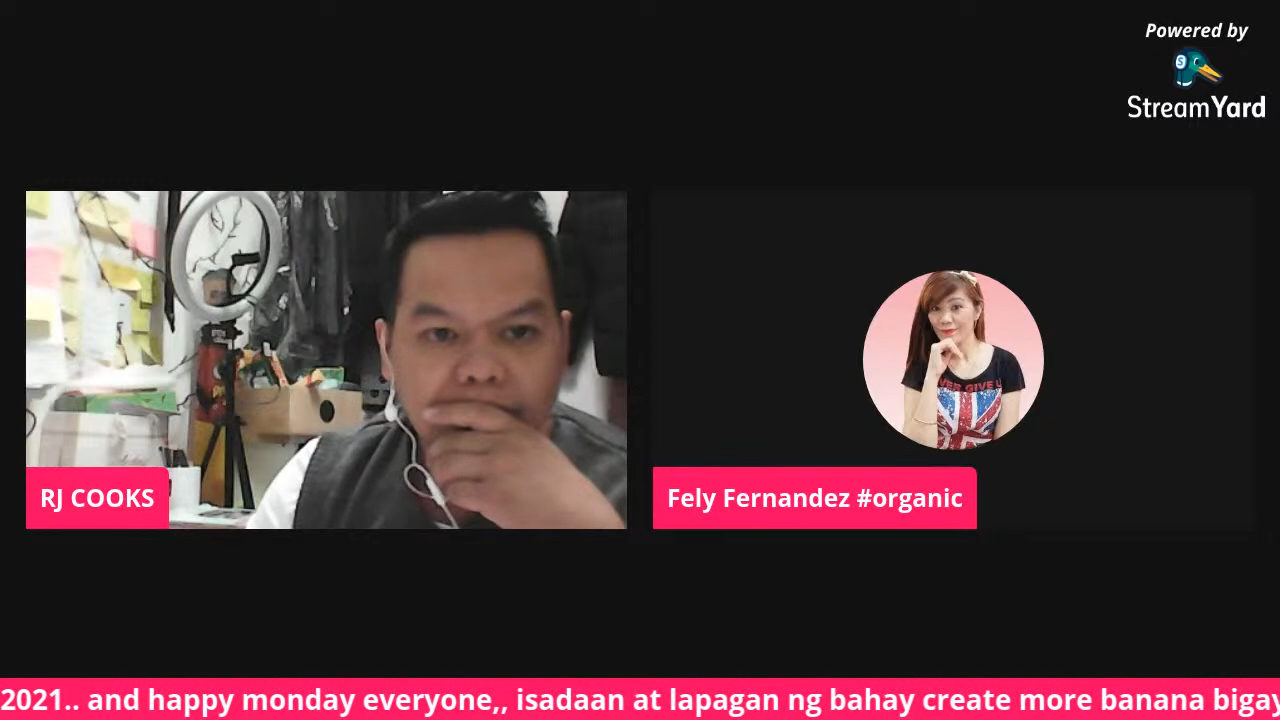 Powered by
StreamYard
RJ COOKS
Fely Fernandez #organic
2021.. and happy monday everyone,, isadaan at lapagan ng bahay create more banana bigay